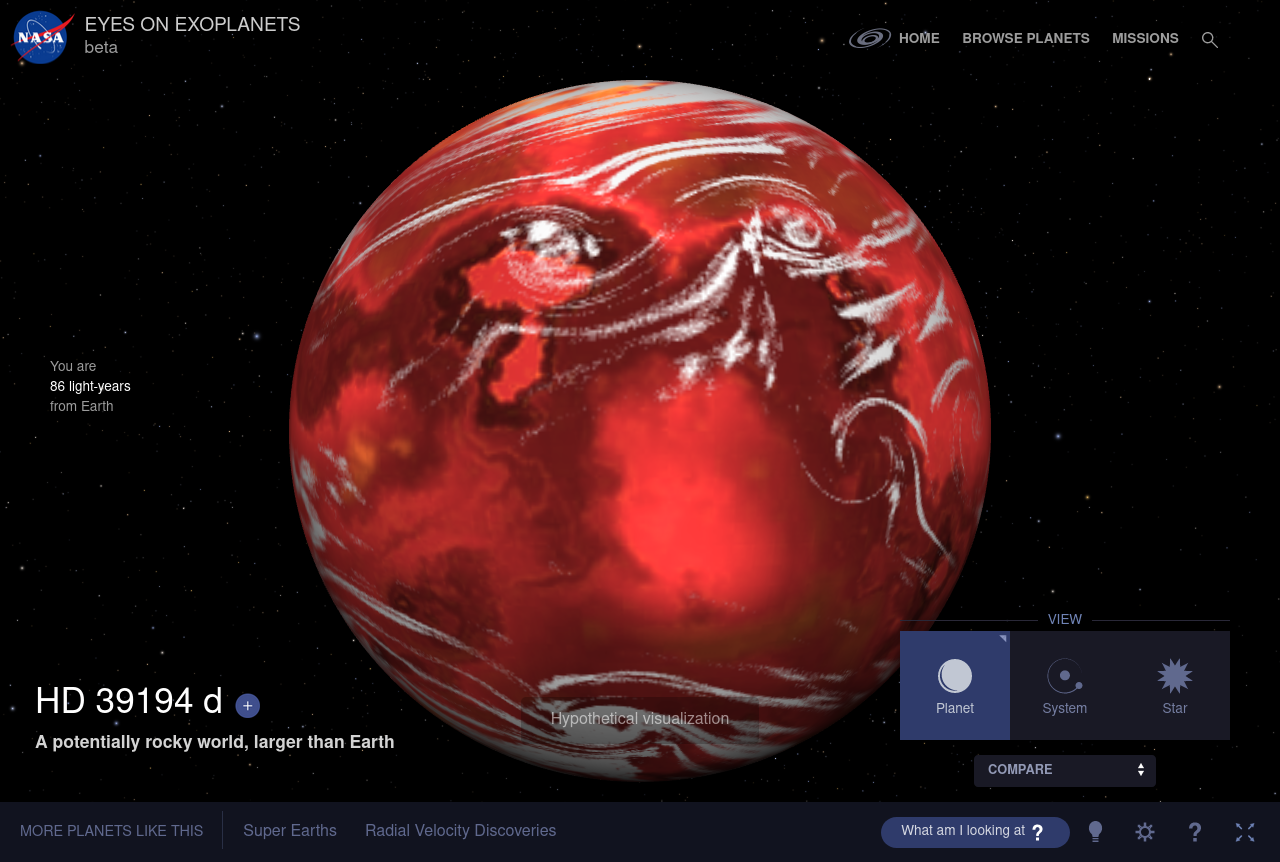 NASA
EYES ON EXOPLANETS
beta
HOME
BROWSE PLANETS
MISSIONS
You are
86 light-years
from Earth
HD 39194 d +
A potentially rocky world, larger than Earth
Hypothetical visualization
VIEW
Planet
System
Star
COMPARE
MORE PLANETS LIKE THIS
Super Earths
Radial Velocity Discoveries
What am I looking at ?
?